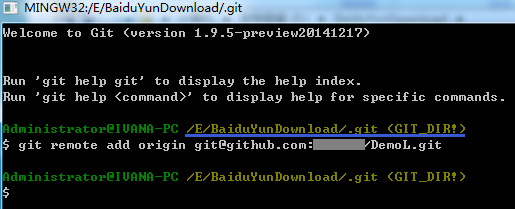 MINGW32:/E/BaiduYunDownload/.git
Welcome to Git (version 1.9.5-preview20141217)
Run 'git help git' to display the help index.
Run 'git help <command>' to display help for specific commands.
Administrator@IVANA-PC /E/BaiduYunDownload/.git (GIT_DIR!)
$ git remote add origin git@github.com:/DemoL.git
Administrator@IVANA-PC /E/BaiduYunDownload/.git (GIT_DIR!)
$